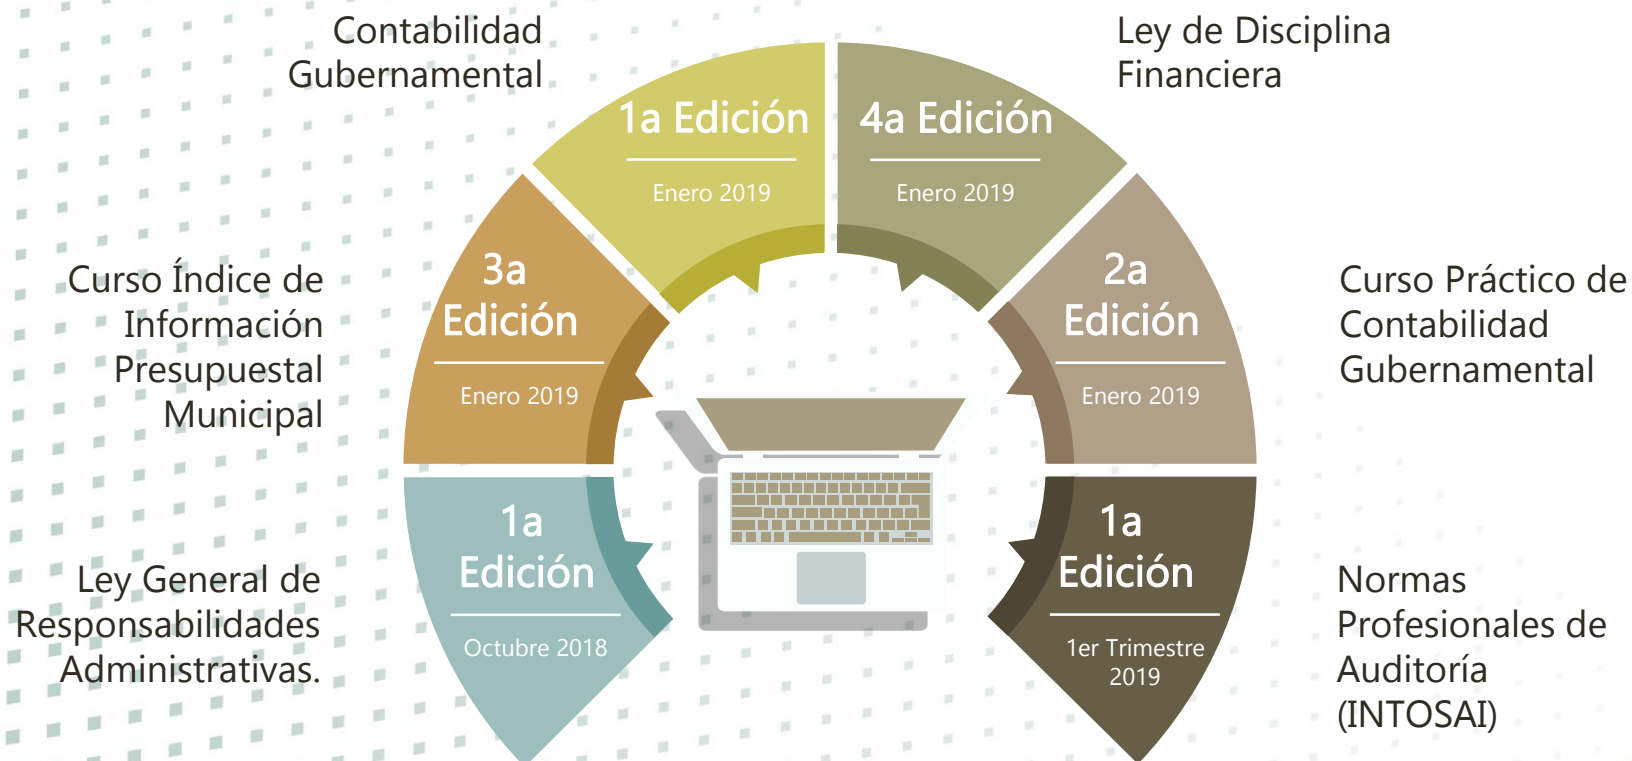 Contabilidad
Gubernamental
1a Edición
Enero 2019
Ley de Disciplina
Financiera
4a Edición
Enero 2019
Curso Índice de
Información
Presupuestal
Municipal
3a
Edición
Enero 2019
Curso Práctico de
Contabilidad
Gubernamental
2a
Edición
Enero 2019
Ley General de
Responsabilidades
Administrativas.
1a
Edición
Octubre 2018
Normas
Profesionales de
Auditoría
(INTOSAI)
1a
Edición
1er Trimestre
2019